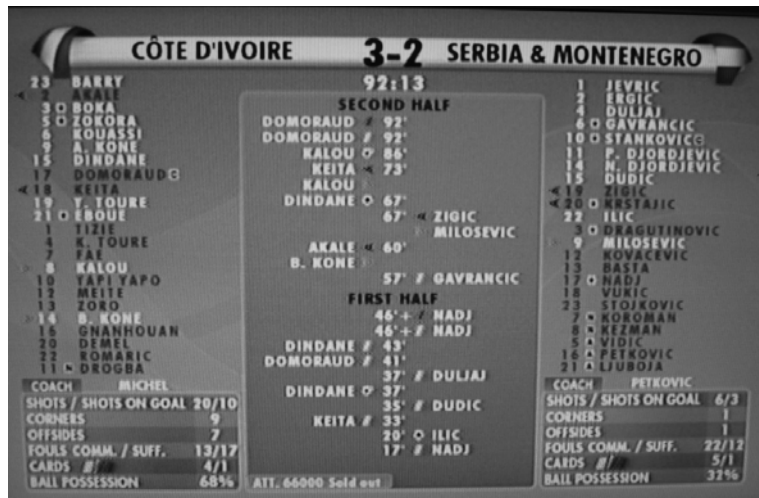 CÔTE D'IVOIRE 3-2 SERBIA & MONTENEGRO
92:13
23 BARRY
2 AKALE
3 BOKA
5 ZOKORA
6 KOUASSI
9 A. KONE
15 DINDANE
17 DOMORAUD C
18 KEITA
19 Y. TOURE
21 EBOUE
1 TIZIE
4 K. TOURE
7 FAE
8 KALOU
10 YAPI YAPO
12 MEITE
13 ZORO
14 B. KONE
16 GNANHOUAN
20 DEMEL
22 ROMARIC
11 N DROGBA
COACH MICHEL
SHOTS / SHOTS ON GOAL 20/10
CORNERS 9
OFFSIDES 7
FOULS COMM. / SUFF. 13/17
CARDS 4/1
BALL POSSESSION 68%
SECOND HALF
DOMORAUD 92'
DOMORAUD 92'
KALOU 86'
KEITA 73'
KALOU
DINDANE 67'
67' ZIGIC
MILOSEVIC
AKALE 60'
B. KONE
57' GAVRANCIC
FIRST HALF
46'+ NADJ
46'+ NADJ
DINDANE 43'
DOMORAUD 41'
37' DULJAJ
DINDANE 37'
35' DUDIC
KEITA 33'
20' ILIC
17' NADJ
ATT. 66000 Sold out
1 JEVRIC
2 ERGIC
4 DULJAJ
6 GAVRANCIC
10 STANKOVIC C
11 P. DJORDJEVIC
14 N. DJORDJEVIC
15 DUDIC
19 ZIGIC
20 KRSTAJIC
22 ILIC
3 DRAGUTINOVIC
9 MILOSEVIC
12 KOVACEVIC
13 BASTA
17 NADJ
18 VUKIC
23 STOJKOVIC
7 N KOROMAN
8 N KEZMAN
5 A VIDIC
16 A PETKOVIC
21 A LJUBOJA
COACH PETKOVIC
SHOTS / SHOTS ON GOAL 6/3
CORNERS 1
OFFSIDES 1
FOULS COMM. / SUFF. 22/12
CARDS 5/1
BALL POSSESSION 32%